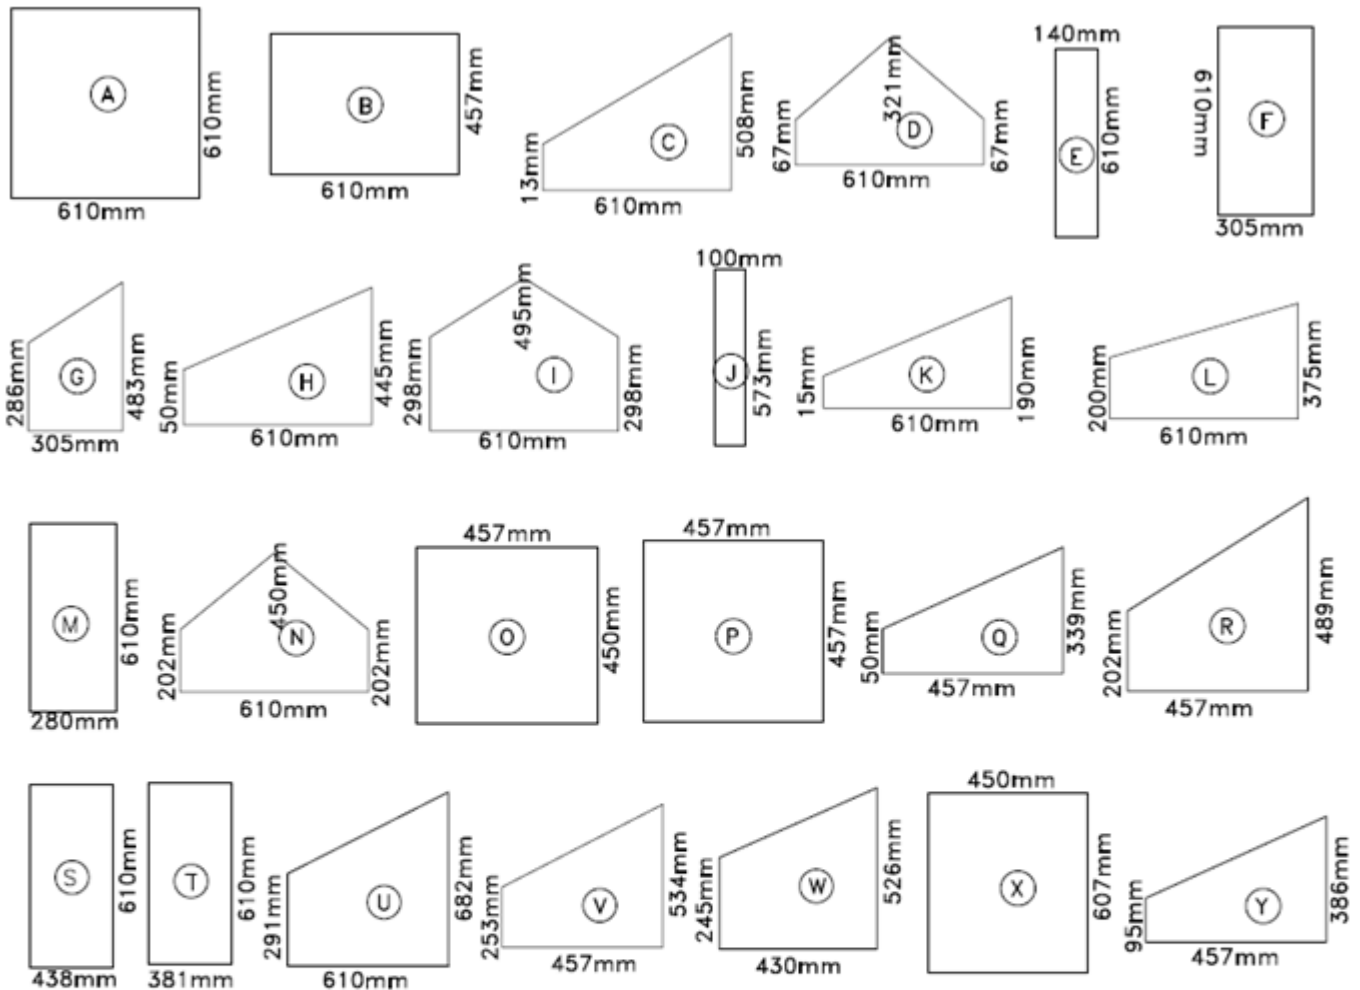 A
610mm
610mm
B
457mm
610mm
C
13mm
508mm
610mm
D
67mm
321mm
67mm
610mm
140mm
E
610mm
F
610mm
305mm
G
286mm
483mm
305mm
H
50mm
445mm
610mm
I
298mm
495mm
298mm
610mm
100mm
J
573mm
K
15mm
190mm
610mm
L
200mm
375mm
610mm
M
610mm
280mm
N
202mm
450mm
202mm
610mm
457mm
O
450mm
457mm
P
457mm
Q
50mm
339mm
457mm
R
202mm
489mm
457mm
S
610mm
438mm
T
610mm
381mm
U
291mm
682mm
610mm
V
253mm
534mm
457mm
W
245mm
526mm
430mm
450mm
X
607mm
Y
95mm
386mm
457mm